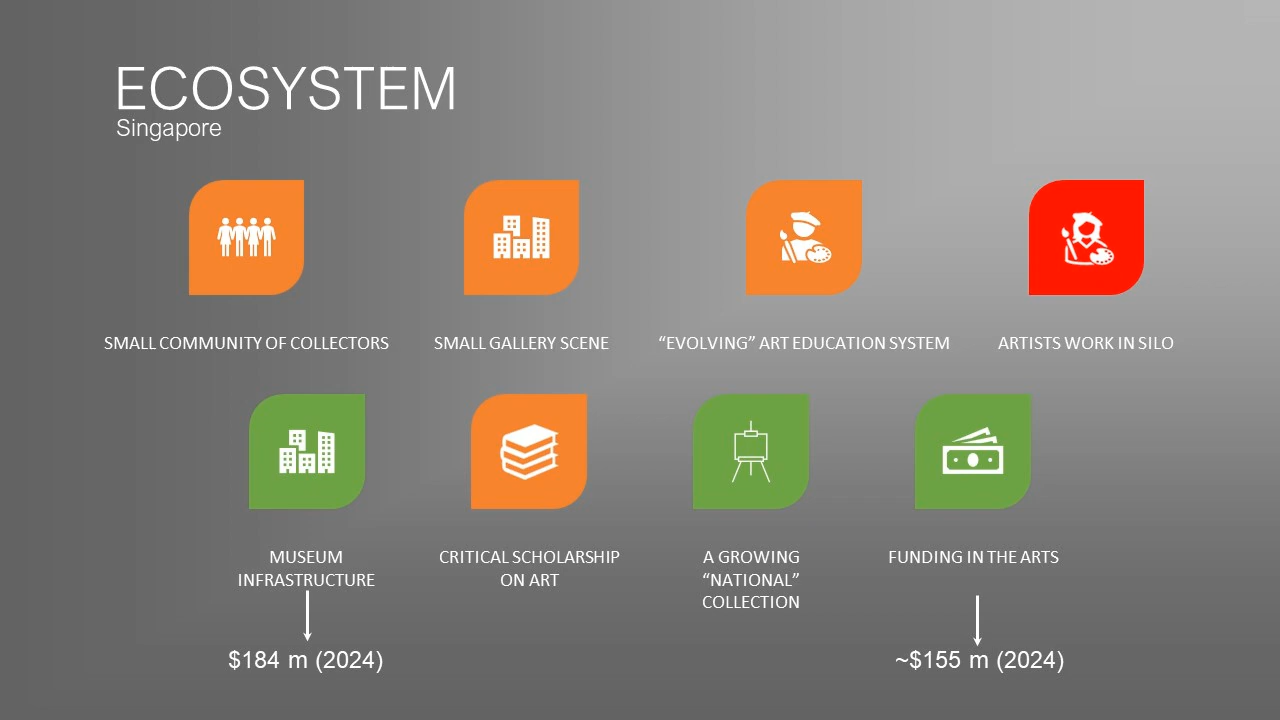 ECOSYSTEM
Singapore
SMALL COMMUNITY OF COLLECTORS
SMALL GALLERY SCENE
“EVOLVING” ART EDUCATION SYSTEM
ARTISTS WORK IN SILO
MUSEUM
INFRASTRUCTURE
CRITICAL SCHOLARSHIP
ON ART
A GROWING
“NATIONAL”
COLLECTION
FUNDING IN THE ARTS
$184 m (2024)
~$155 m (2024)